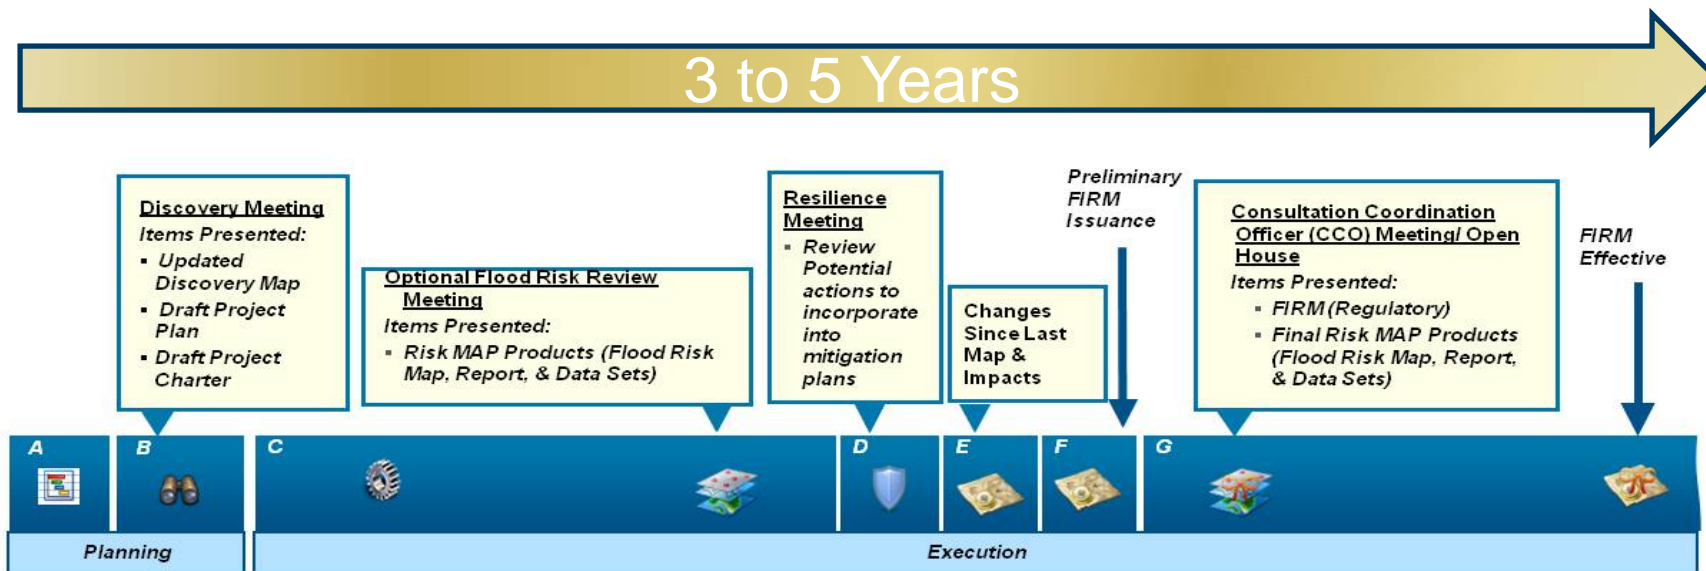 3 to 5 Years
Discovery Meeting
Items Presented:
▪ Updated
Discovery Map
▪ Draft Project
Plan
▪ Draft Project
Charter
Optional Flood Risk Review
Meeting
Items Presented:
▪ Risk MAP Products (Flood Risk
Map, Report, & Data Sets)
Resilience
Meeting
▪ Review
Potential
actions to
incorporate
into
mitigation
plans
Changes
Since Last
Map &
Impacts
Preliminary
FIRM
Issuance
Consultation Coordination
Officer (CCO) Meeting/ Open
House
Items Presented:
▪ FIRM (Regulatory)
▪ Final Risk MAP Products
(Flood Risk Map, Report,
& Data Sets)
FIRM
Effective
A
B
C
D
E
F
G
Planning
Execution